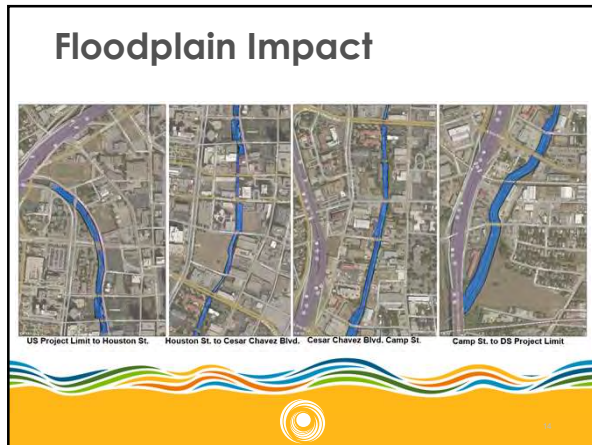 Floodplain Impact
US Project Limit to Houston St.
Houston St. to Cesar Chavez Blvd.
Cesar Chavez Blvd. Camp St.
Camp St. to DS Project Limit